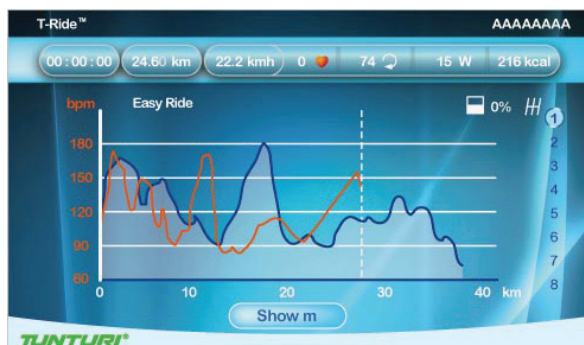 T-Ride™ AAAAAAAA
00:00:00 24.60 km 22.2 kmh 0 74 15 W 216 kcal
bpm Easy Ride 0%
180
150
120
90
60
0 10 20 30 40 km
1
2
3
4
5
6
7
8
Show m
TUNTURI®